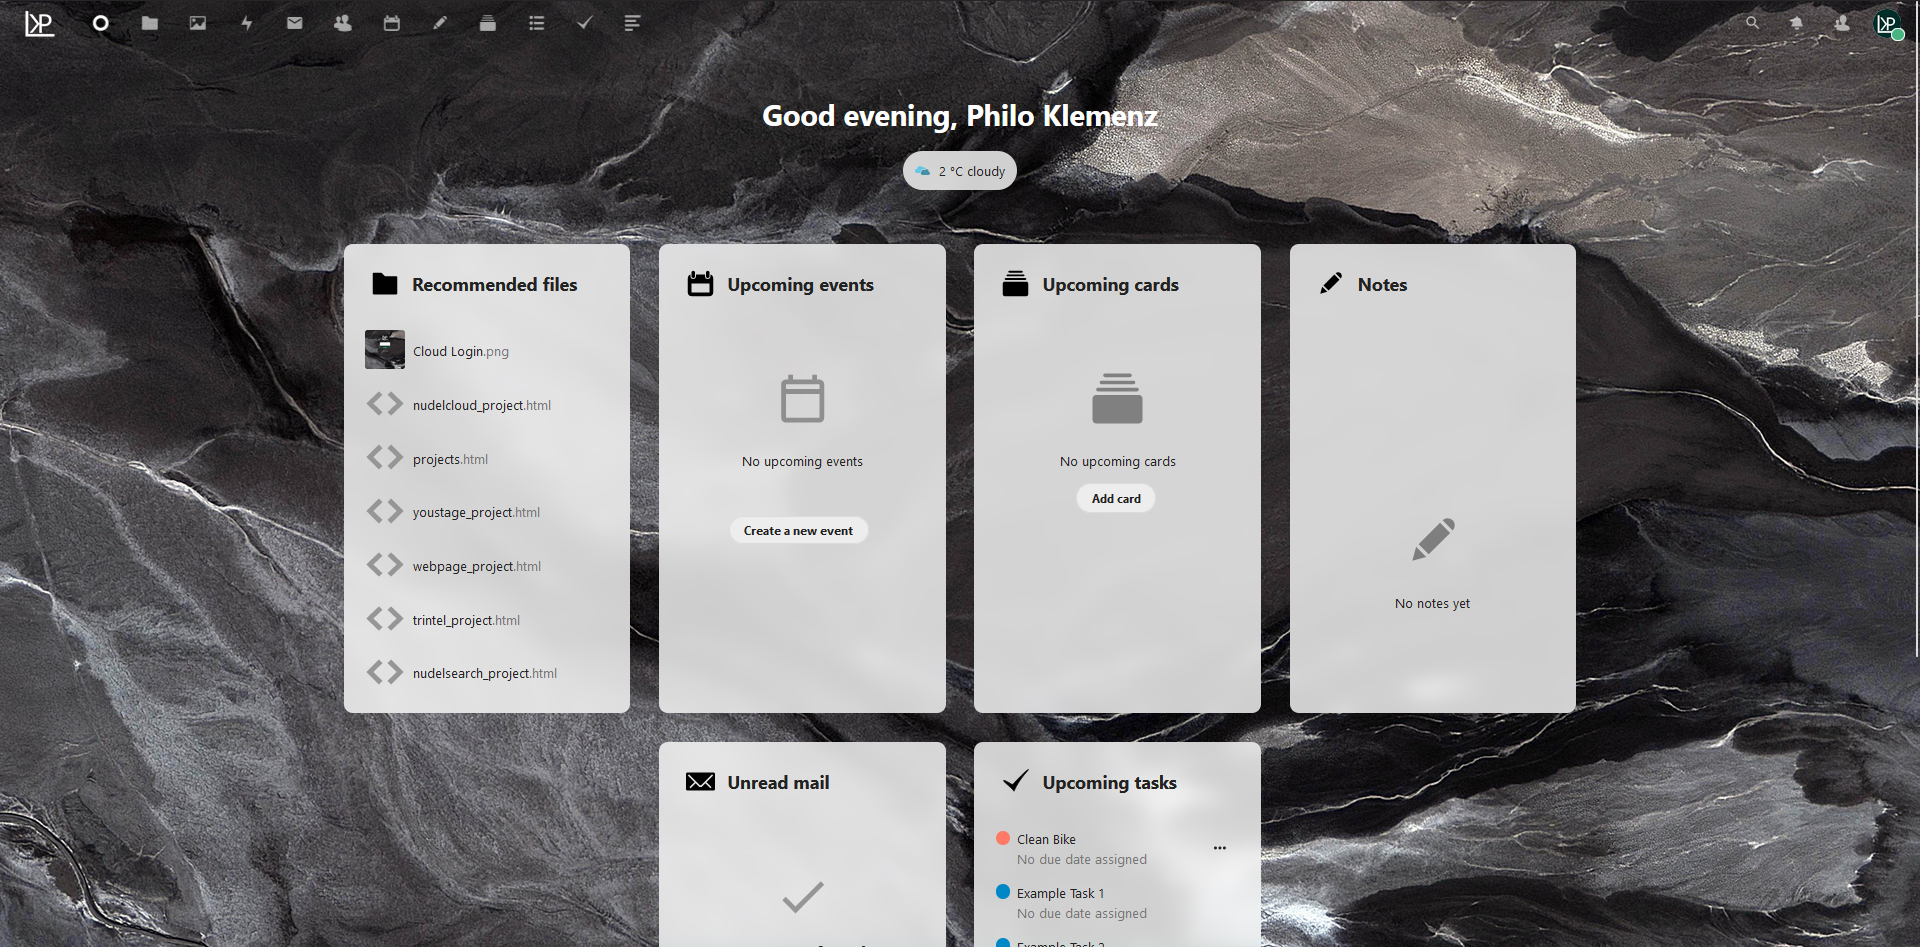 Good evening, Philo Klemenz
2 °C cloudy
Recommended files
Cloud Login.png
nudelcloud_project.html
projects.html
youstage_project.html
webpage_project.html
trintel_project.html
nudelsearch_project.html
Upcoming events
No upcoming events
Create a new event
Upcoming cards
No upcoming cards
Add card
Notes
No notes yet
Unread mail
Upcoming tasks
Clean Bike
No due date assigned
Example Task 1
No due date assigned
Example Task 2